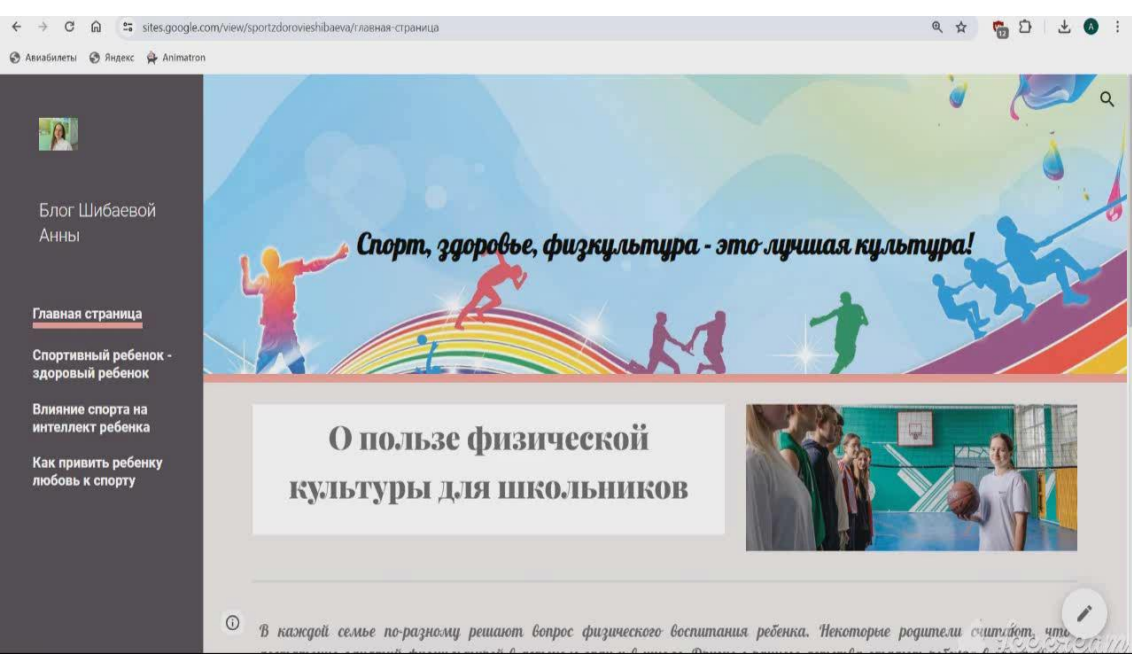 sites.google.com/view/sportzdorovieshibaeva/главная-страница
12
A
Авиабилеты
Яндекс
Animatron
Блог Шибаевой
Анны
Главная страница
Спортивный ребенок -
здоровый ребенок
Влияние спорта на
интеллект ребенка
Как привить ребенку
любовь к спорту
Спорт, здоровье, физкультура - это лучшая культура!
О пользе физической
культуры для школьников
В каждой семье по-разному решают вопрос физического воспитания ребенка. Некоторые родители считают, что